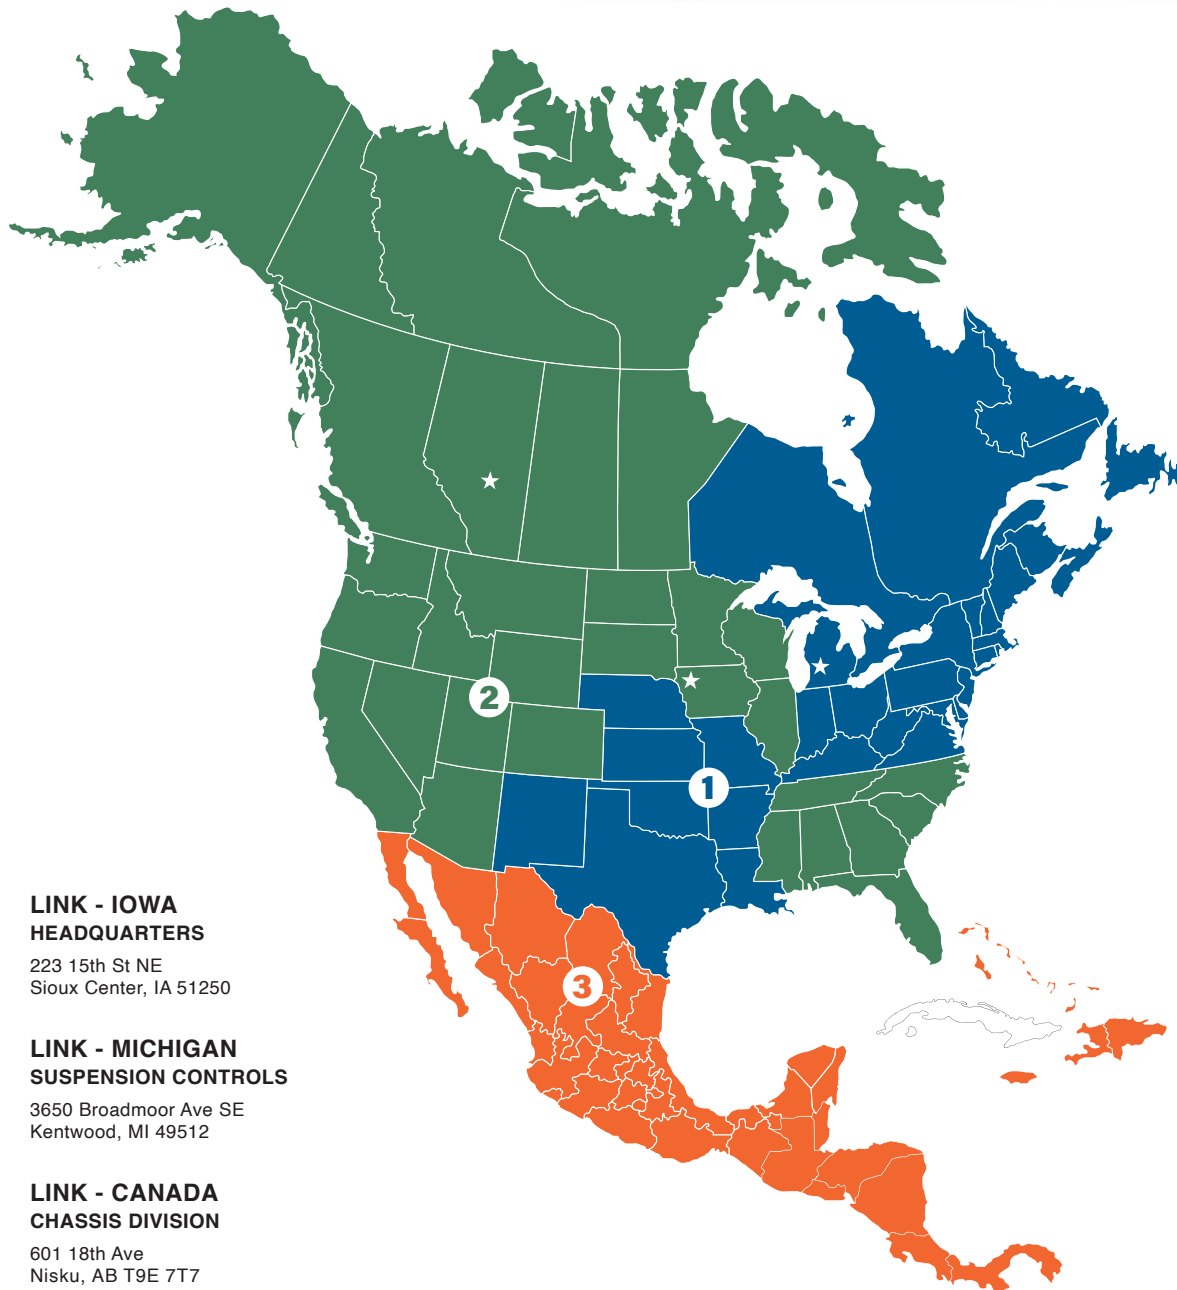 2
1
3
LINK - IOWA
HEADQUARTERS
223 15th St NE
Sioux Center, IA 51250
LINK - MICHIGAN
SUSPENSION CONTROLS
3650 Broadmoor Ave SE
Kentwood, MI 49512
LINK - CANADA
CHASSIS DIVISION
601 18th Ave
Nisku, AB T9E 7T7